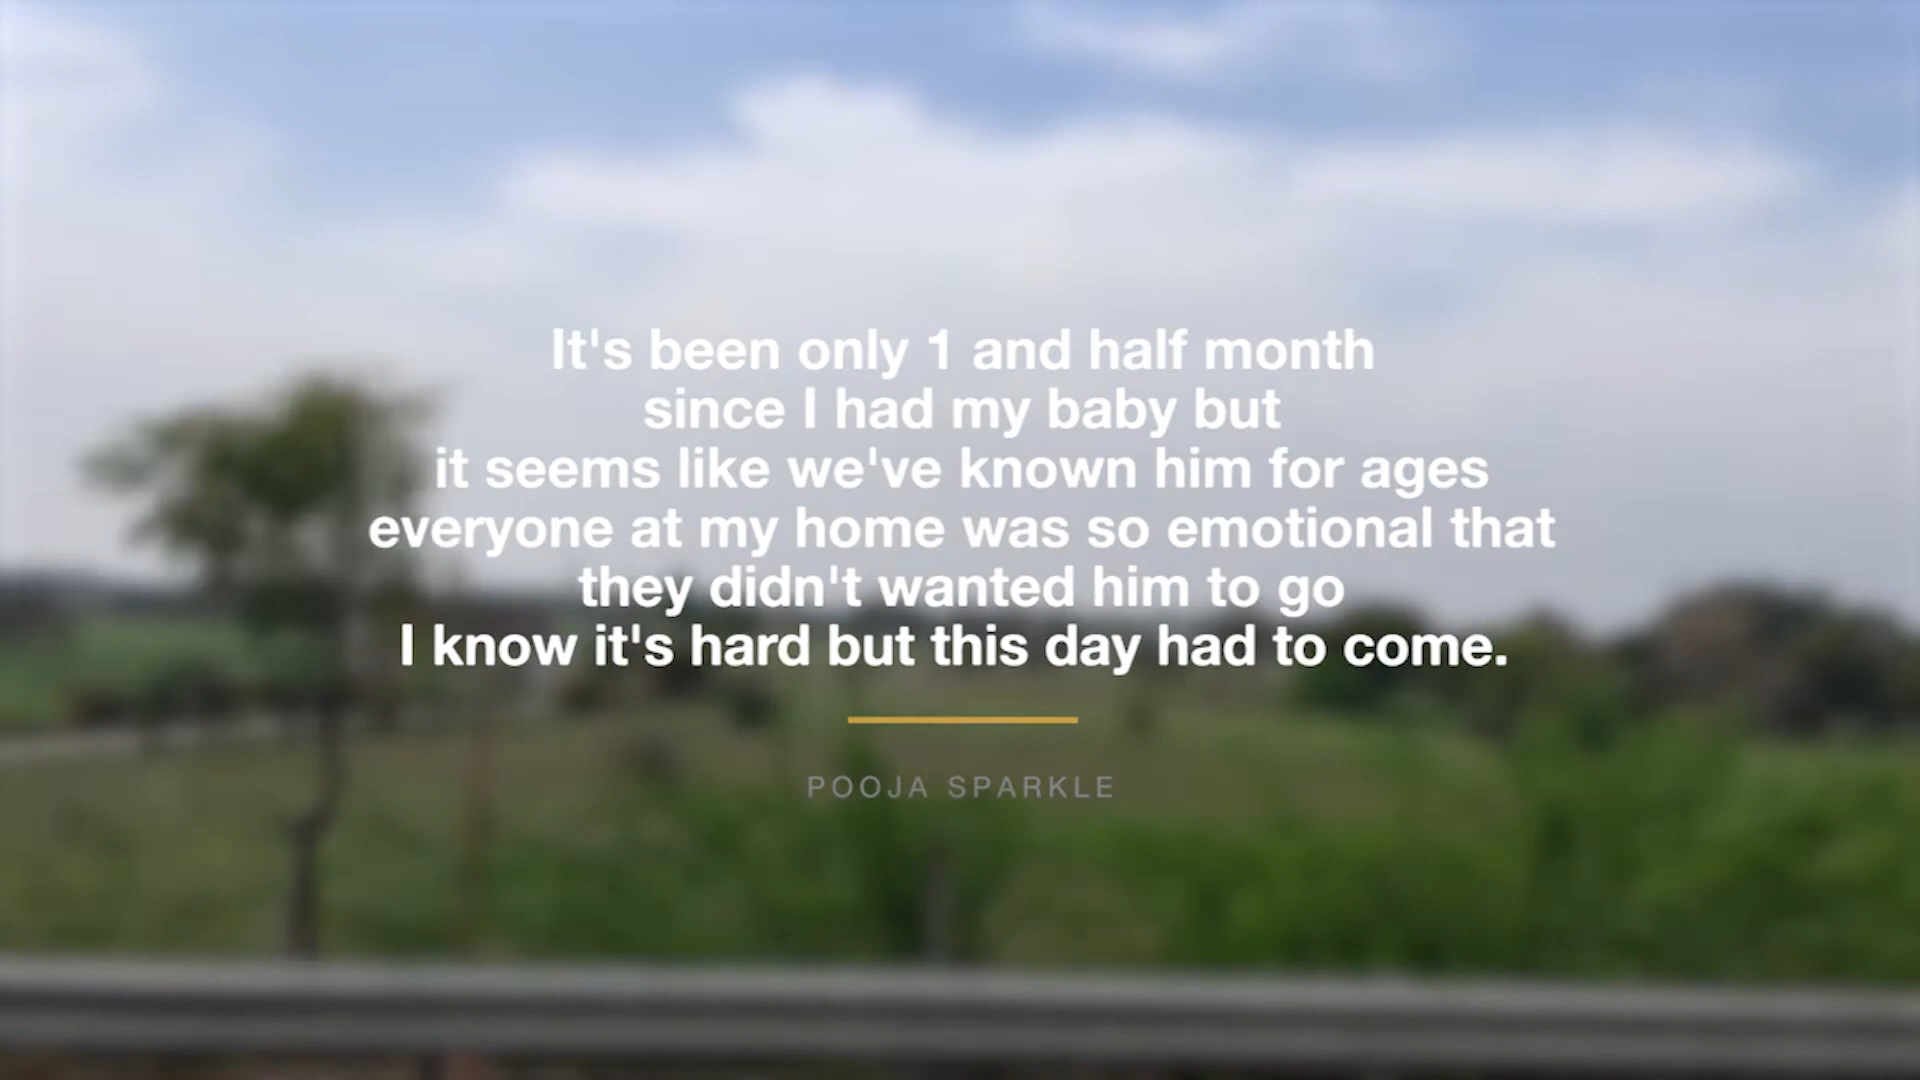 It's been only 1 and half month
since I had my baby but
it seems like we've known him for ages
everyone at my home was so emotional that
they didn't wanted him to go
I know it's hard but this day had to come.
POOJA SPARKLE